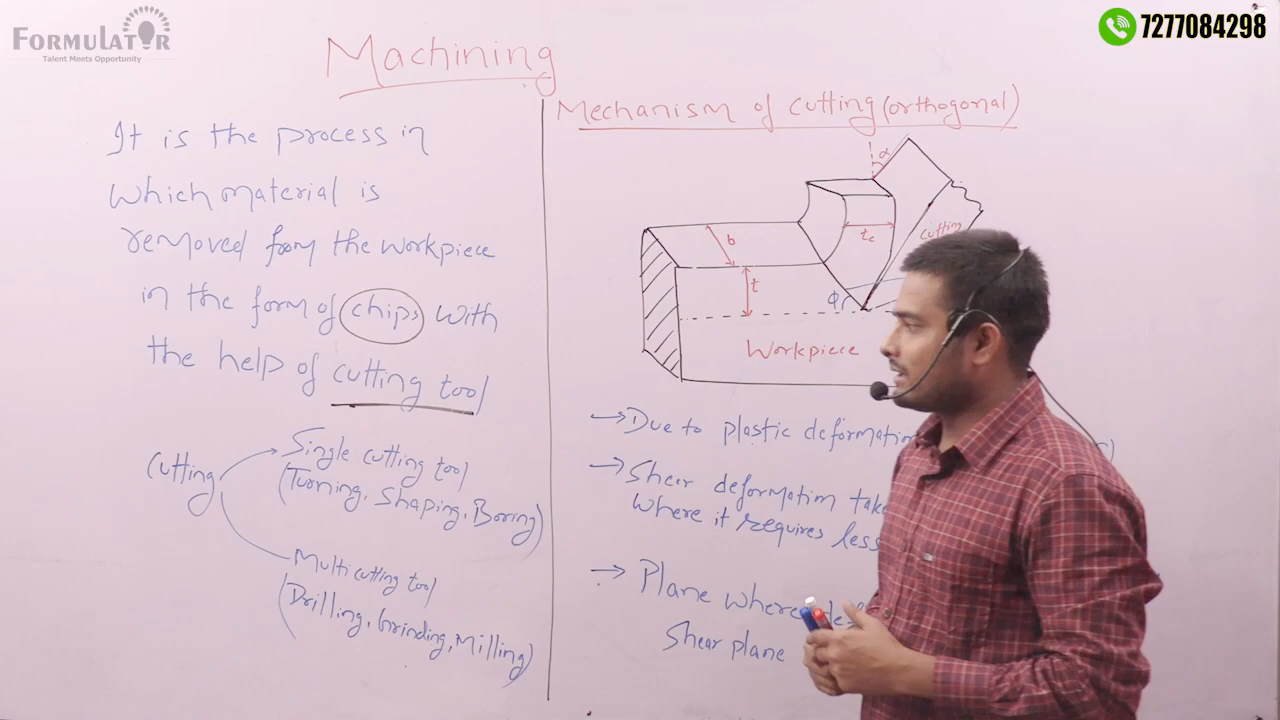 FORMULATOR
Talent Meets Opportunity
7277084298
Machining
It is the process in
which material is
removed from the workpiece
in the form of chips with
the help of cutting tool
Cutting
Single cutting tool
(Turning, Shaping, Boring)
Multi cutting tool
(Drilling, Grinding, Milling)
Mechanism of cutting (orthogonal)
α
b
tc
cutting
t
φ
Workpiece
→ Due to plastic deformation
→ Shear deformation take
where it requires less
→ Plane where def
Shear plane